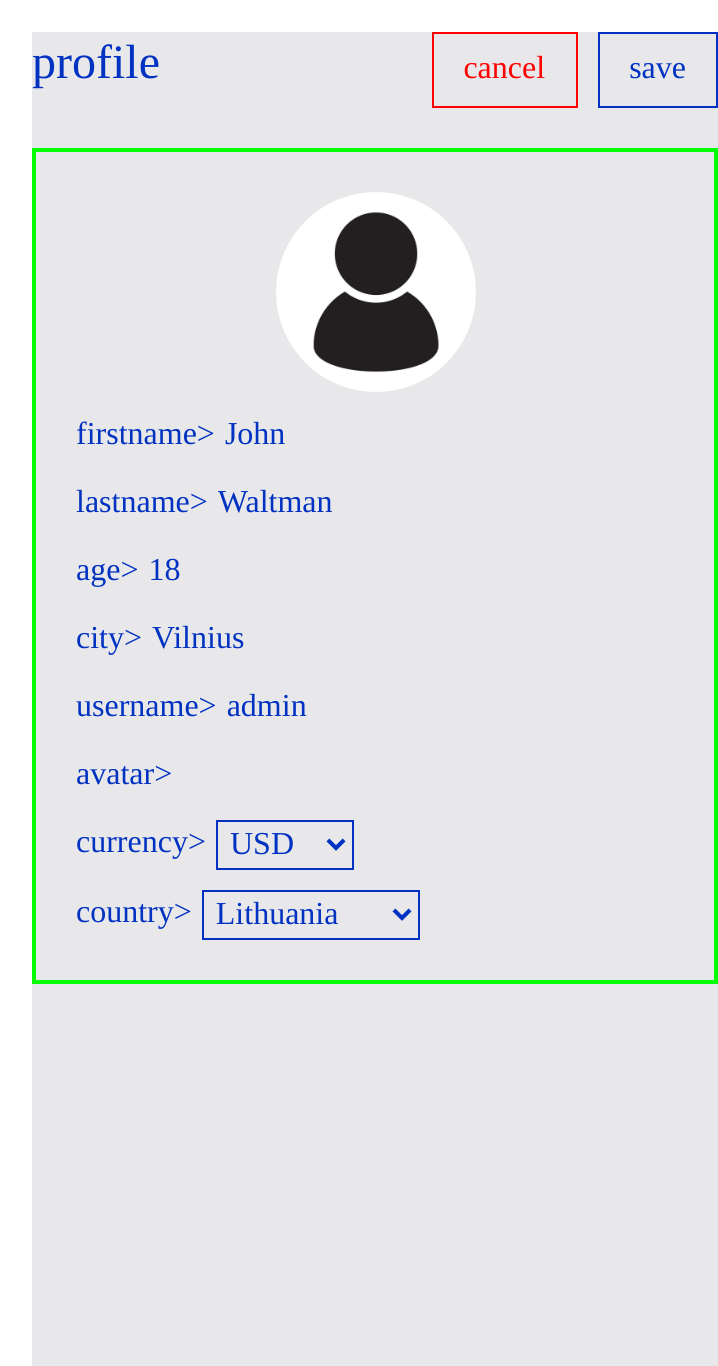 profile cancel save
firstname> John
lastname> Waltman
age> 18
city> Vilnius
username> admin
avatar>
currency> USD
country> Lithuania